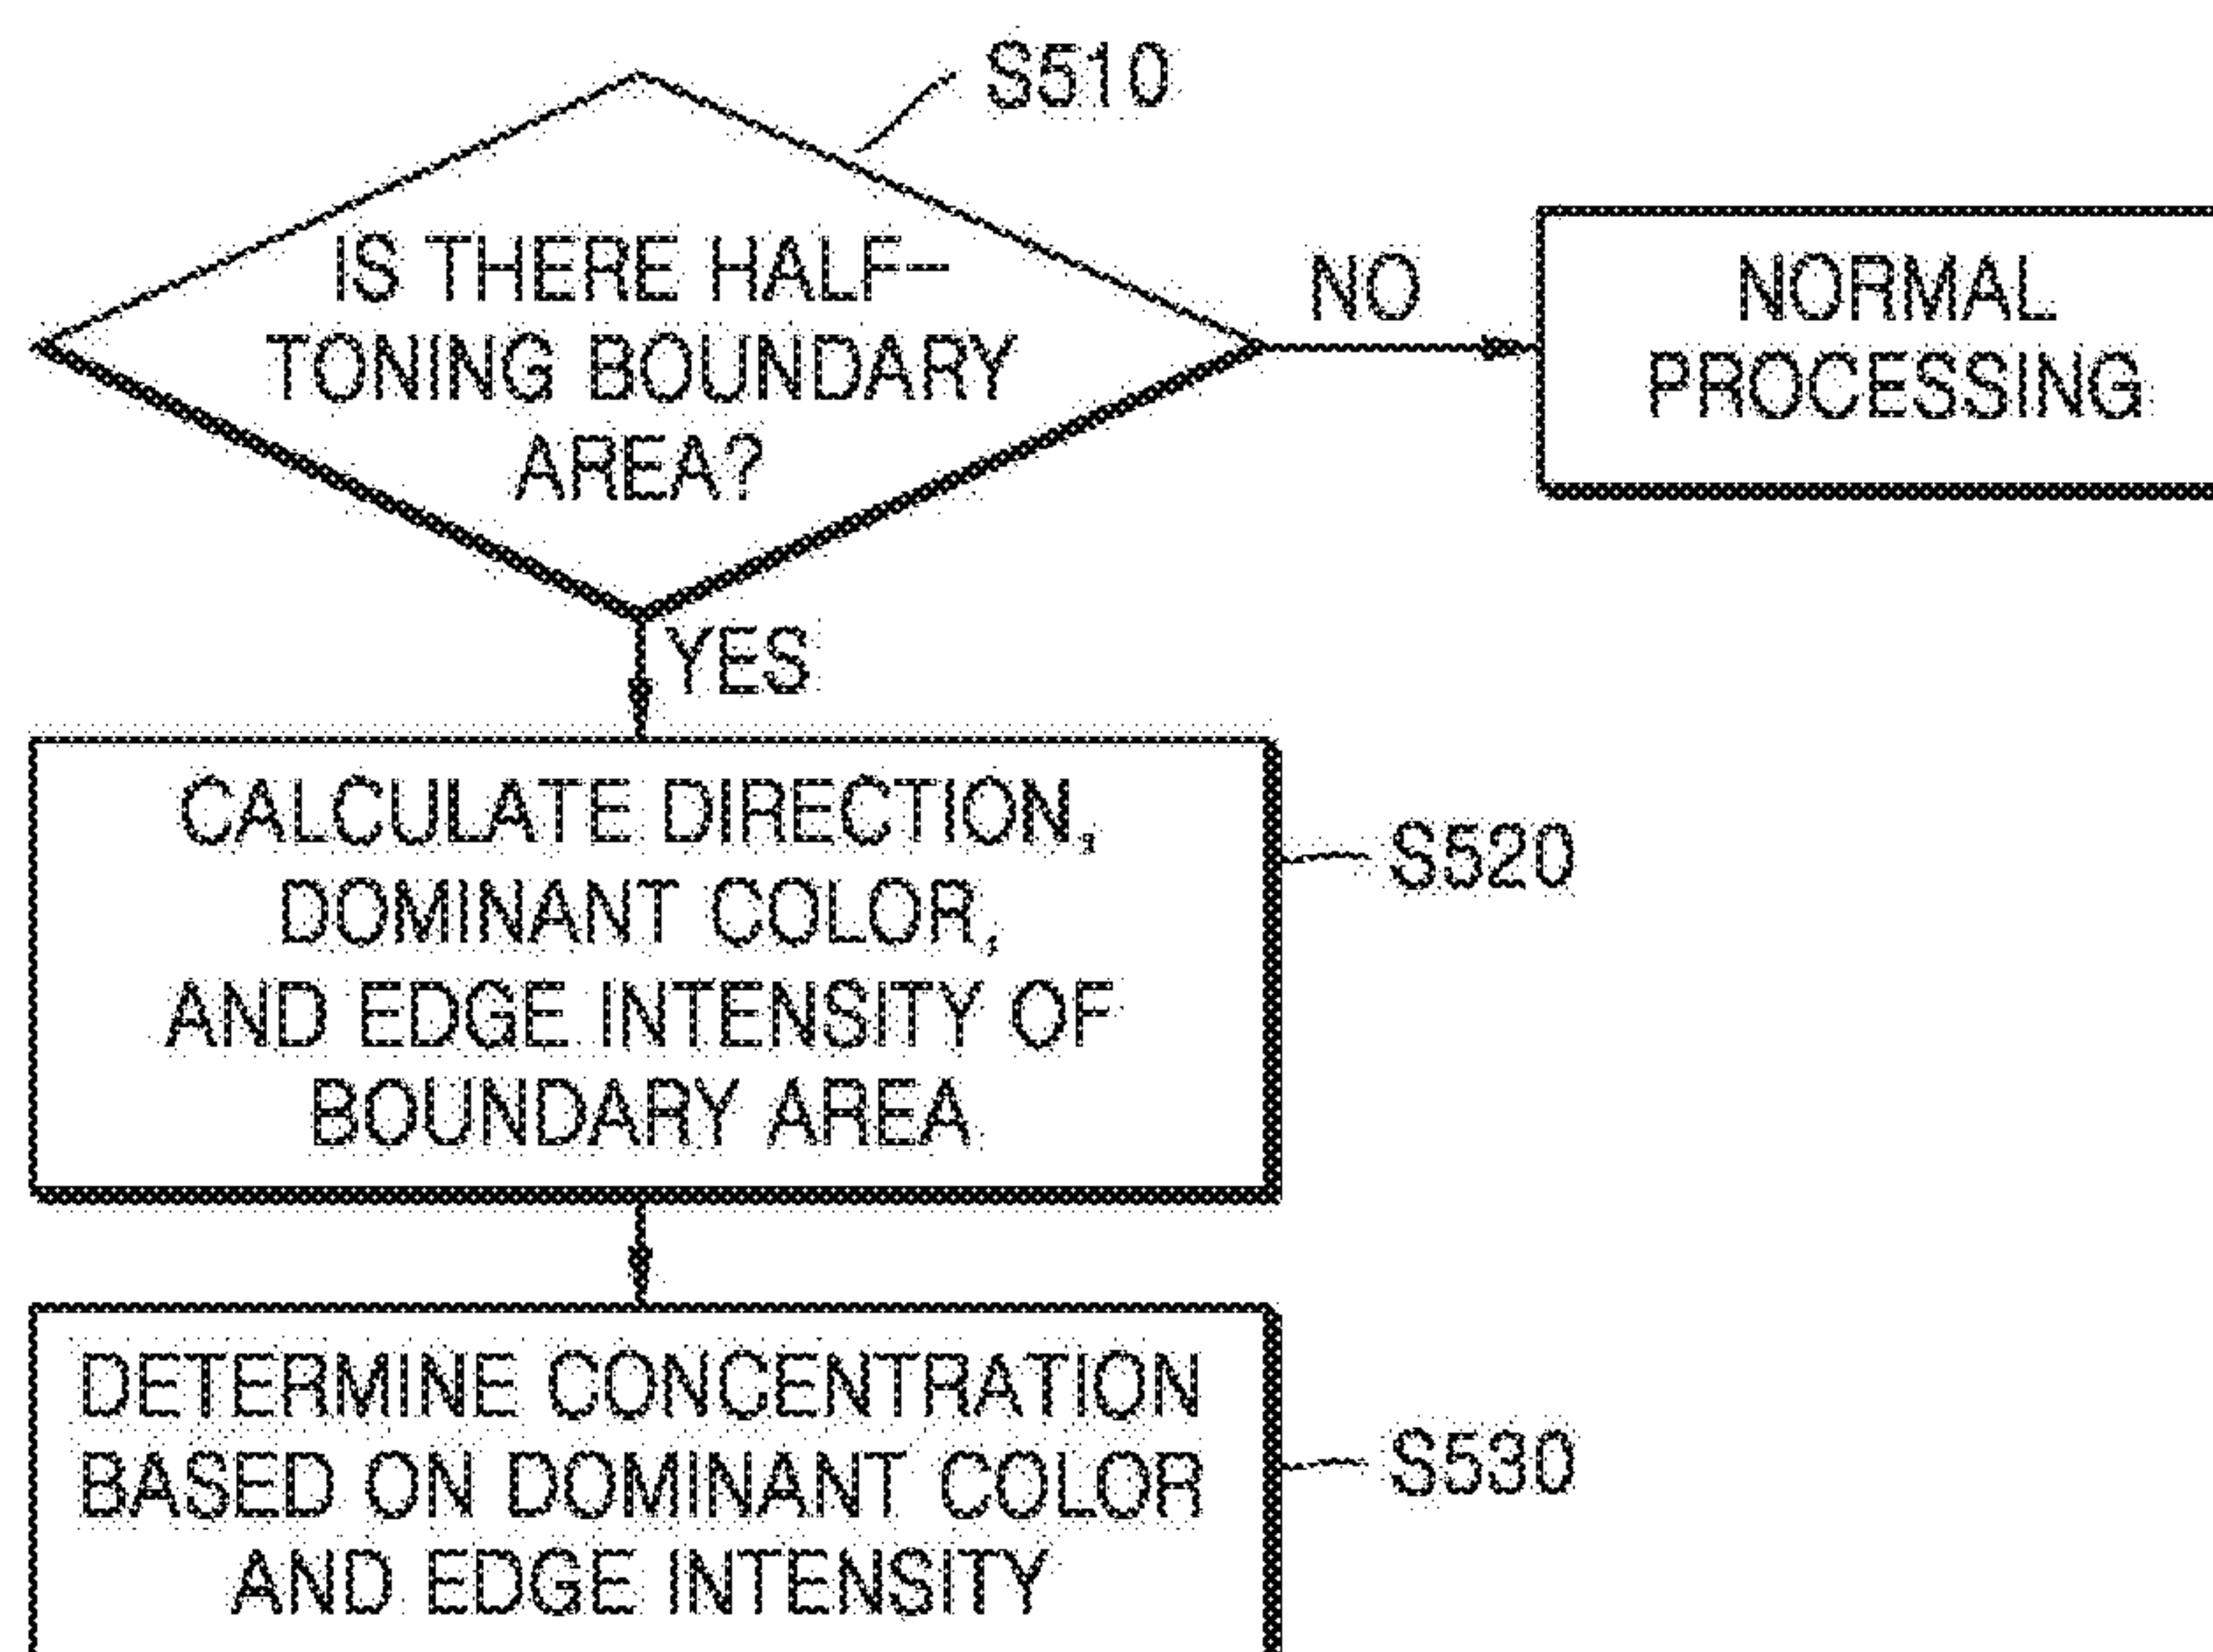 S510
IS THERE HALF-
TONING BOUNDARY
AREA?
NO
NORMAL
PROCESSING
YES
CALCULATE DIRECTION,
DOMINANT COLOR,
AND EDGE INTENSITY OF
BOUNDARY AREA
S520
DETERMINE CONCENTRATION
BASED ON DOMINANT COLOR
AND EDGE INTENSITY
S530